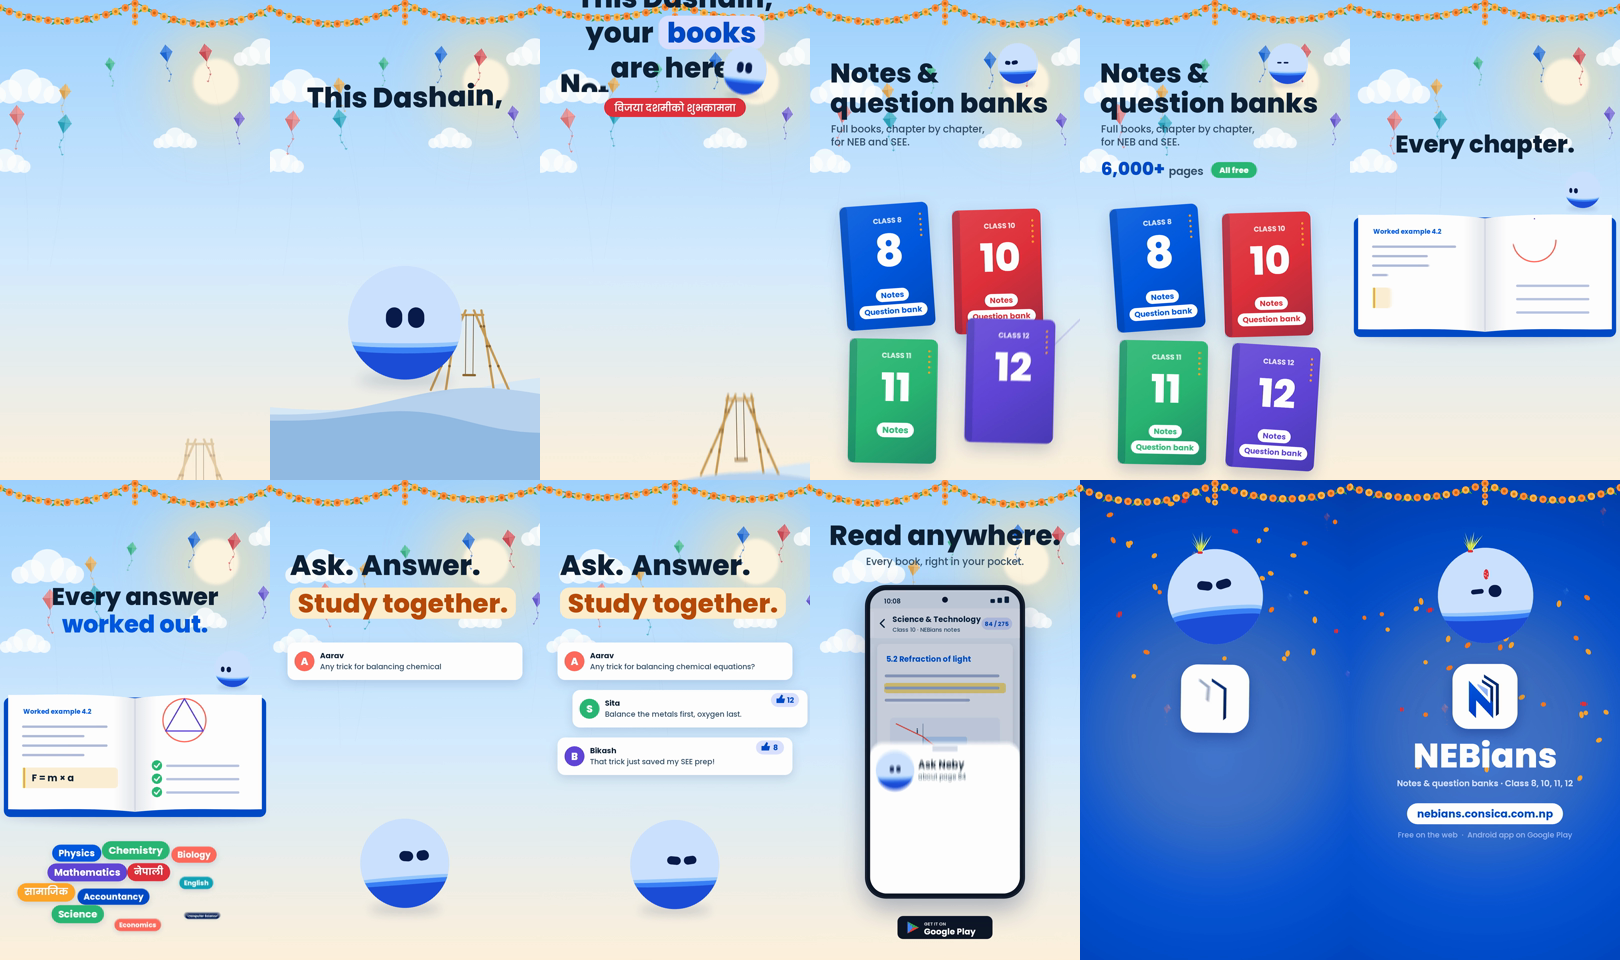 This Dashain,
This Dashain,
your books
are here
No
विजया दशमीको शुभकामना
Notes &
question banks
Full books, chapter by chapter,
for NEB and SEE.
CLASS 8
8
Notes
Question bank
CLASS 10
10
Notes
Question bank
CLASS 11
11
Notes
CLASS 12
12
Notes &
question banks
Full books, chapter by chapter,
for NEB and SEE.
6,000+ pages All free
CLASS 8
8
Notes
Question bank
CLASS 10
10
Notes
Question bank
CLASS 11
11
Notes
Question bank
CLASS 12
12
Notes
Question bank
Every chapter.
Worked example 4.2
Every answer
worked out.
Worked example 4.2
F = m × a
Physics Chemistry Biology
Mathematics नेपाली
सामाजिक Accountancy English
Science Economics
Ask. Answer.
Study together.
A Aarav
Any trick for balancing chemical
Ask. Answer.
Study together.
A Aarav
Any trick for balancing chemical equations?
S Sita 12
Balance the metals first, oxygen last.
B Bikash 8
That trick just saved my SEE prep!
Read anywhere.
Every book, right in your pocket.
10:08
Science & Technology 84 / 275
Class 10 · NEBians notes
5.2 Refraction of light
Ask Neby
about page 84
GET IT ON
Google Play
N
NEBians
Notes & question banks · Class 8, 10, 11, 12
nebians.consica.com.np
Free on the web · Android app on Google Play